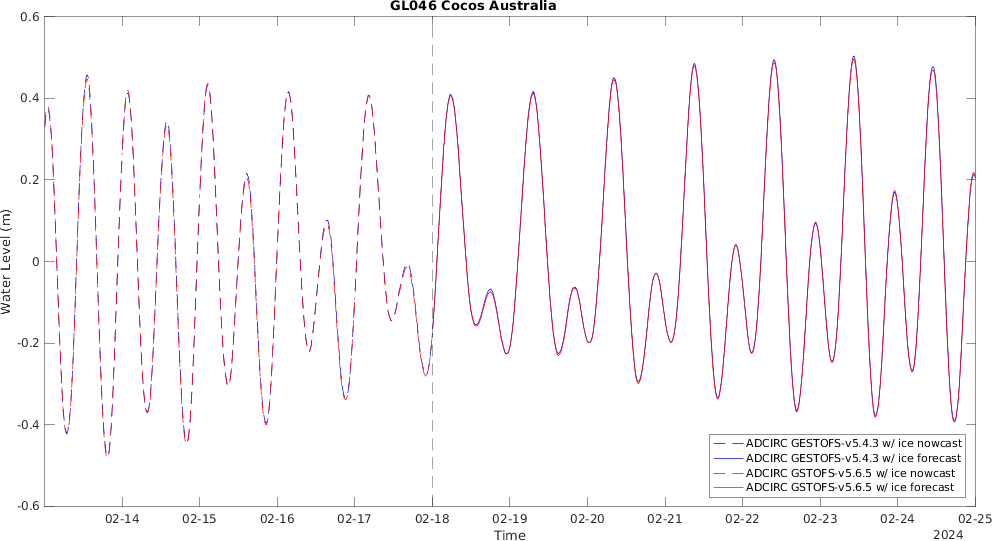 GL046 Cocos Australia
0.6
0.4
0.2
0
-0.2
-0.4
-0.6
Water Level (m)
ADCIRC GESTOFS-v5.4.3 w/ ice nowcast
ADCIRC GESTOFS-v5.4.3 w/ ice forecast
ADCIRC GSTOFS-v5.6.5 w/ ice nowcast
ADCIRC GSTOFS-v5.6.5 w/ ice forecast
02-14 02-15 02-16 02-17 02-18 02-19 02-20 02-21 02-22 02-23 02-24 02-25
Time
2024